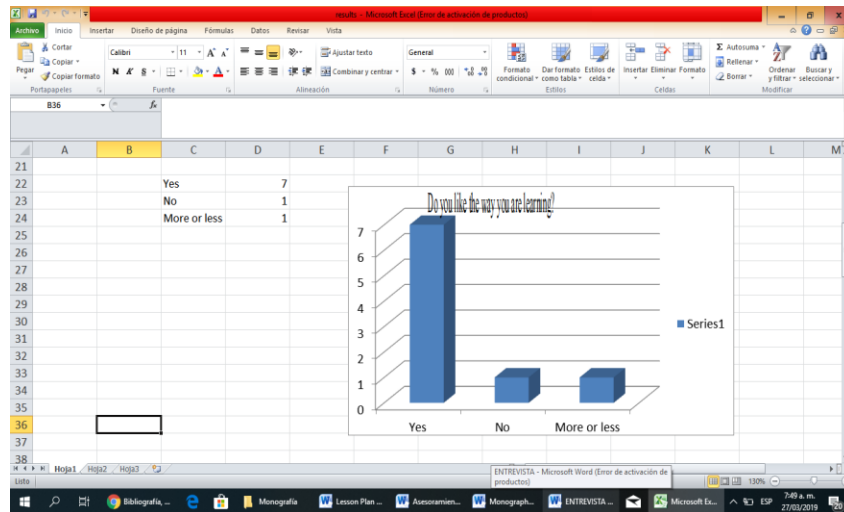 results - Microsoft Excel (Error de activación de productos)
Archivo Inicio Insertar Diseño de página Fórmulas Datos Revisar Vista
Pegar
Cortar
Copiar
Copiar formato
Portapapeles
Calibri 11
N K S
Fuente
Ajustar texto
Combinar y centrar
Alineación
General
$ % 000
Número
Formato condicional
Dar formato como tabla
Estilos de celda
Estilos
Insertar Eliminar Formato
Celdas
Σ Autosuma
Rellenar
Borrar
Ordenar y filtrar
Buscar y seleccionar
Modificar
B36 fx
A B C D E F G H I J K L M
21
22 Yes 7
23 No 1
24 More or less 1
25
26
27
28
29
30
31
32
33
34
35
36
37
38
Do you like the way you are learning?
7
6
5
4
3
2
1
0
Yes No More or less
Series1
Hoja1 Hoja2 Hoja3
ENTREVISTA - Microsoft Word (Error de activación de productos)
Listo 130%
Bibliografía, ... Monografía Lesson Plan ... Asesoramien... Monograph... ENTREVISTA ... Microsoft Ex... ESP 7:49 a. m.
27/03/2019 20